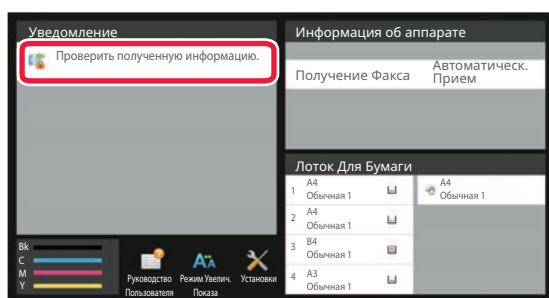 Уведомление
Проверить полученную информацию.
Информация об аппарате
Получение Факса
Автоматическ.
Прием
Лоток Для Бумаги
1 A4
Обычная 1
2 A4
Обычная 1
3 B4
Обычная 1
4 A3
Обычная 1
A4
Обычная 1
Bk
C
M
Y
Руководство
Пользователя
Режим Увелич.
Показа
Установки